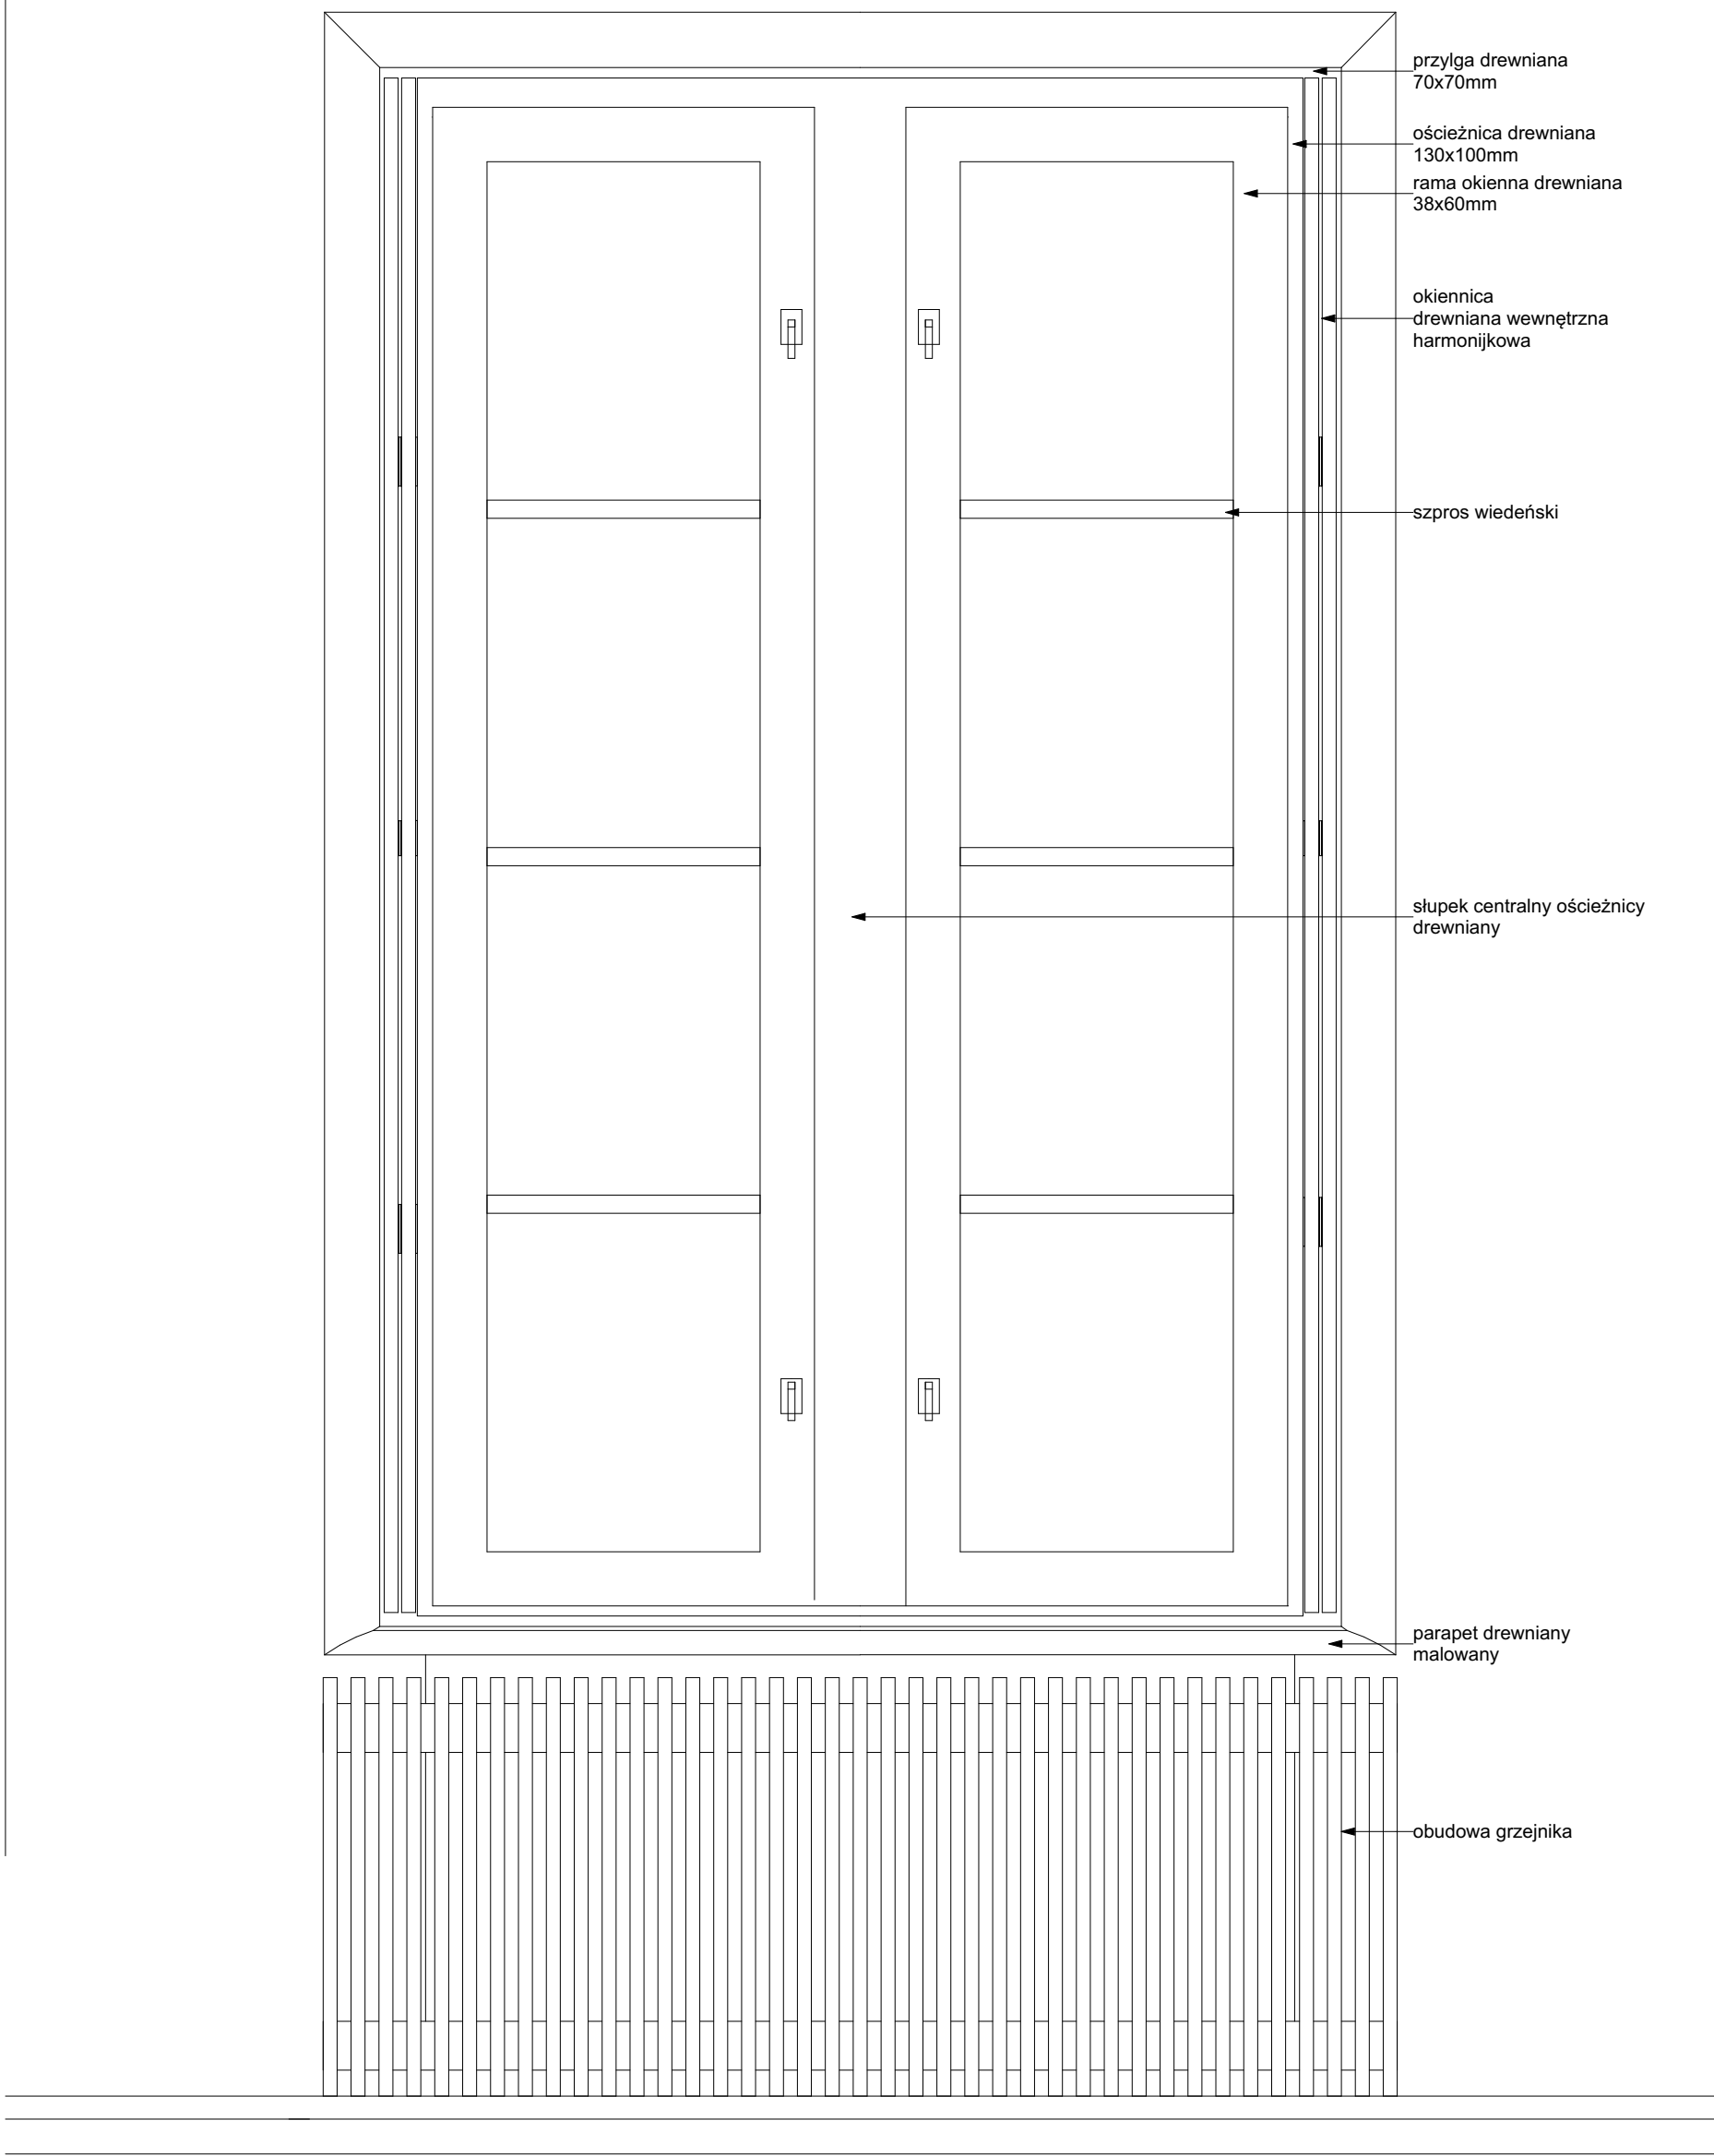 przylga drewniana
70x70mm
ościeżnica drewniana
130x100mm
rama okienna drewniana
38x60mm
okiennica
drewniana wewnętrzna
harmonijkowa
szpros wiedeński
słupek centralny ościeżnicy
drewniany
parapet drewniany
malowany
obudowa grzejnika